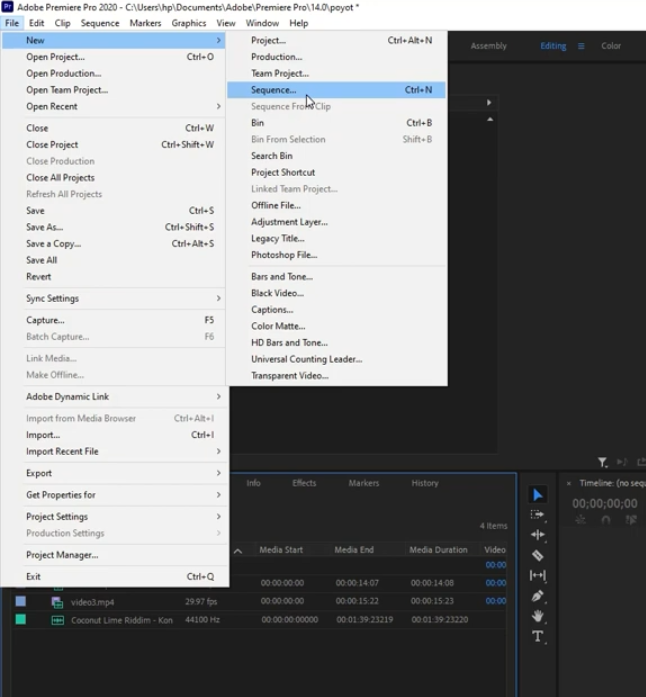 Adobe Premiere Pro 2020 - C:\Users\hp\Documents\Adobe\Premiere Pro\14.0\poyot *
File Edit Clip Sequence Markers Graphics View Window Help
New
Open Project... Ctrl+O
Open Production...
Open Team Project...
Open Recent
Close Ctrl+W
Close Project Ctrl+Shift+W
Close Production
Close All Projects
Refresh All Projects
Save Ctrl+S
Save As... Ctrl+Shift+S
Save a Copy... Ctrl+Alt+S
Save All
Revert
Sync Settings
Capture... F5
Batch Capture... F6
Link Media...
Make Offline...
Adobe Dynamic Link
Import from Media Browser Ctrl+Alt+I
Import... Ctrl+I
Import Recent File
Export
Get Properties for
Project Settings
Production Settings
Project Manager...
Exit Ctrl+Q
Project... Ctrl+Alt+N
Production...
Team Project...
Sequence... Ctrl+N
Sequence From Clip
Bin Ctrl+B
Bin From Selection Shift+B
Search Bin
Project Shortcut
Linked Team Project...
Offline File...
Adjustment Layer...
Legacy Title...
Photoshop File...
Bars and Tone...
Black Video...
Captions...
Color Matte...
HD Bars and Tone...
Universal Counting Leader...
Transparent Video...
Assembly Editing Color
Info Effects Markers History
4 Items
Media Start Media End Media Duration Video
00:00
00:00:00:00 00:00:14:07 00:00:14:08 00:00
video3.mp4 29.97 fps 00:00:00:00 00:00:15:22 00:00:15:23 00:00
Coconut Lime Riddim - Kon 44100 Hz 00:00:00:00000 00:01:39:23219 00:01:39:23220
× Timeline: (no sequ
00;00;00;00